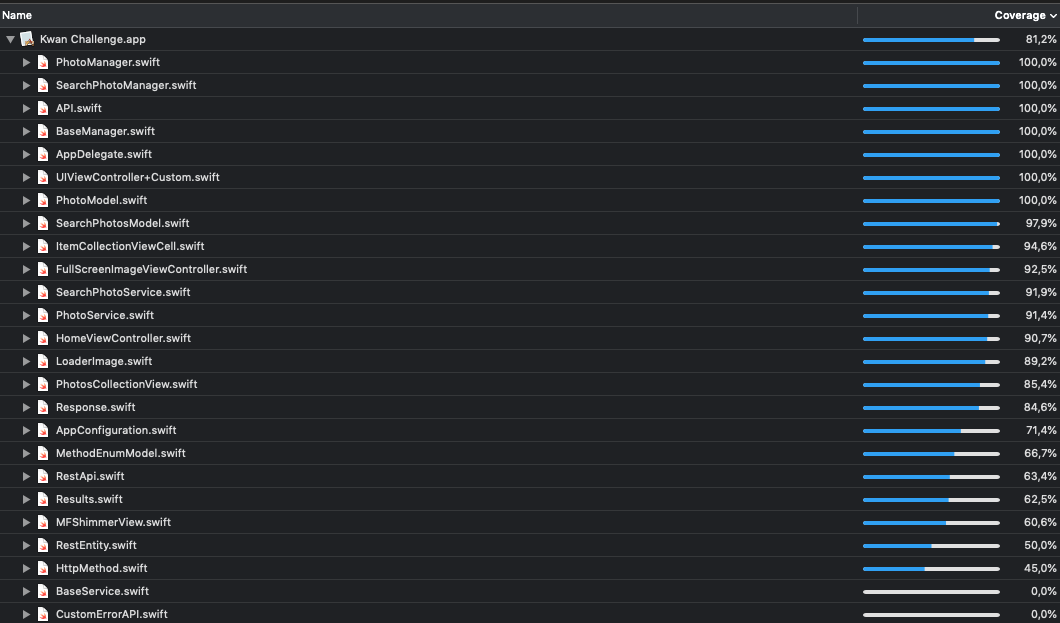 Name Coverage
Kwan Challenge.app 81,2%
PhotoManager.swift 100,0%
SearchPhotoManager.swift 100,0%
API.swift 100,0%
BaseManager.swift 100,0%
AppDelegate.swift 100,0%
UIViewController+Custom.swift 100,0%
PhotoModel.swift 100,0%
SearchPhotosModel.swift 97,9%
ItemCollectionViewCell.swift 94,6%
FullScreenImageViewController.swift 92,5%
SearchPhotoService.swift 91,9%
PhotoService.swift 91,4%
HomeViewController.swift 90,7%
LoaderImage.swift 89,2%
PhotosCollectionView.swift 85,4%
Response.swift 84,6%
AppConfiguration.swift 71,4%
MethodEnumModel.swift 66,7%
RestApi.swift 63,4%
Results.swift 62,5%
MFShimmerView.swift 60,6%
RestEntity.swift 50,0%
HttpMethod.swift 45,0%
BaseService.swift 0,0%
CustomErrorAPI.swift 0,0%